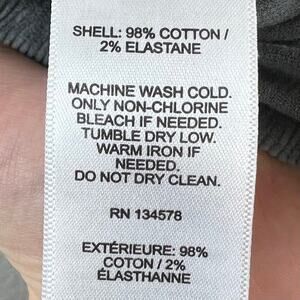 SHELL: 98% COTTON /
2% ELASTANE
MACHINE WASH COLD.
ONLY NON-CHLORINE
BLEACH IF NEEDED.
TUMBLE DRY LOW.
WARM IRON IF
NEEDED.
DO NOT DRY CLEAN.
RN 134578
EXTÉRIEURE: 98%
COTON / 2%
ÉLASTHANNE